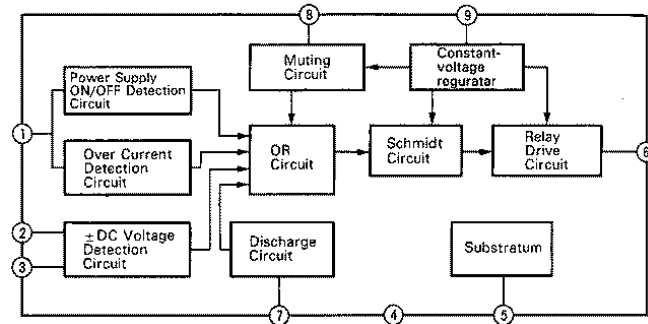 8
9
Muting
Circuit
Constant-
voltage
reguratar
Power Supply
ON/OFF Detection
Circuit
1
Over Current
Detection
Circuit
OR
Circuit
Schmidt
Circuit
Relay
Drive
Circuit
6
2
3
±DC Voltage
Detection
Circuit
Discharge
Circuit
Substratum
7
4
5